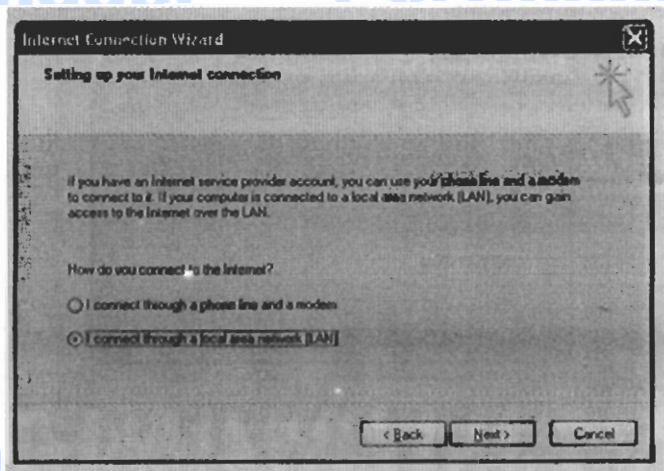 Internet Connection Wizard
Setting up your Internet connection
If you have an Internet service provider account, you can use your phone line and a modem
to connect to it. If your computer is connected to a local area network (LAN), you can gain
access to the Internet over the LAN.
How do you connect to the Internet?
I connect through a phone line and a modem
I connect through a local area network (LAN)
< Back
Next >
Cancel